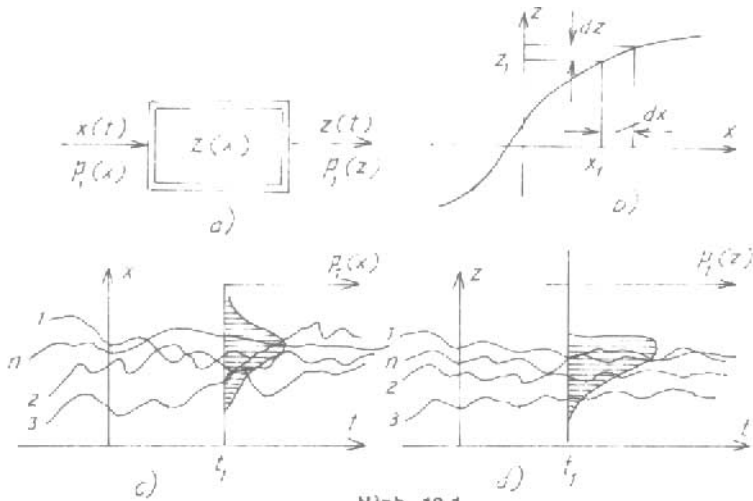 x(t)
P₁(x)
z(x)
z(t)
P₁(z)
a)
z
dz
z₁
dx
x
x₁
b)
x
P₁(x)
1
n
2
3
t
t₁
c)
z
P₁(z)
1
n
2
3
t
t₁
d)